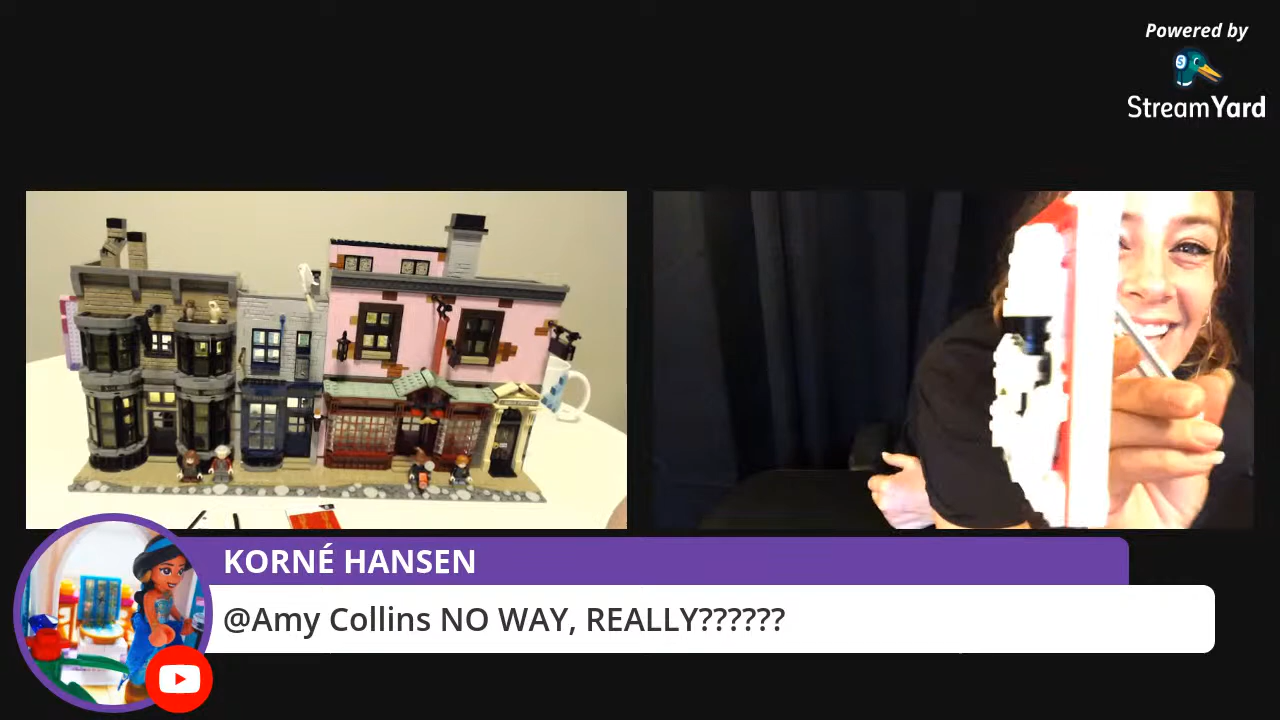 Powered by
StreamYard
KORNÉ HANSEN
@Amy Collins NO WAY, REALLY??????